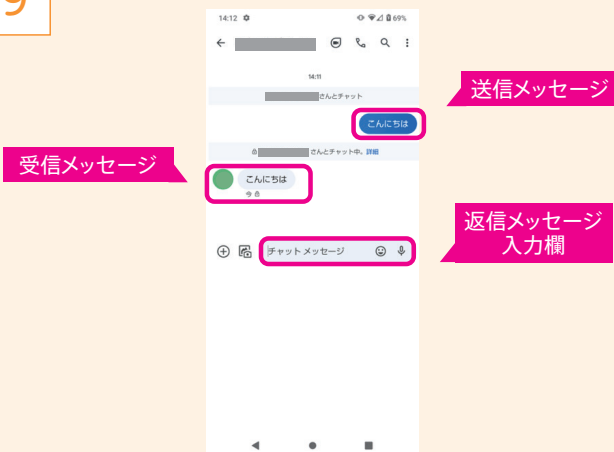 9
14:12 69%
14:11
さんとチャット
送信メッセージ
こんにちは
さんとチャット中。詳細
受信メッセージ
こんにちは
今
返信メッセージ
入力欄
チャット メッセージ